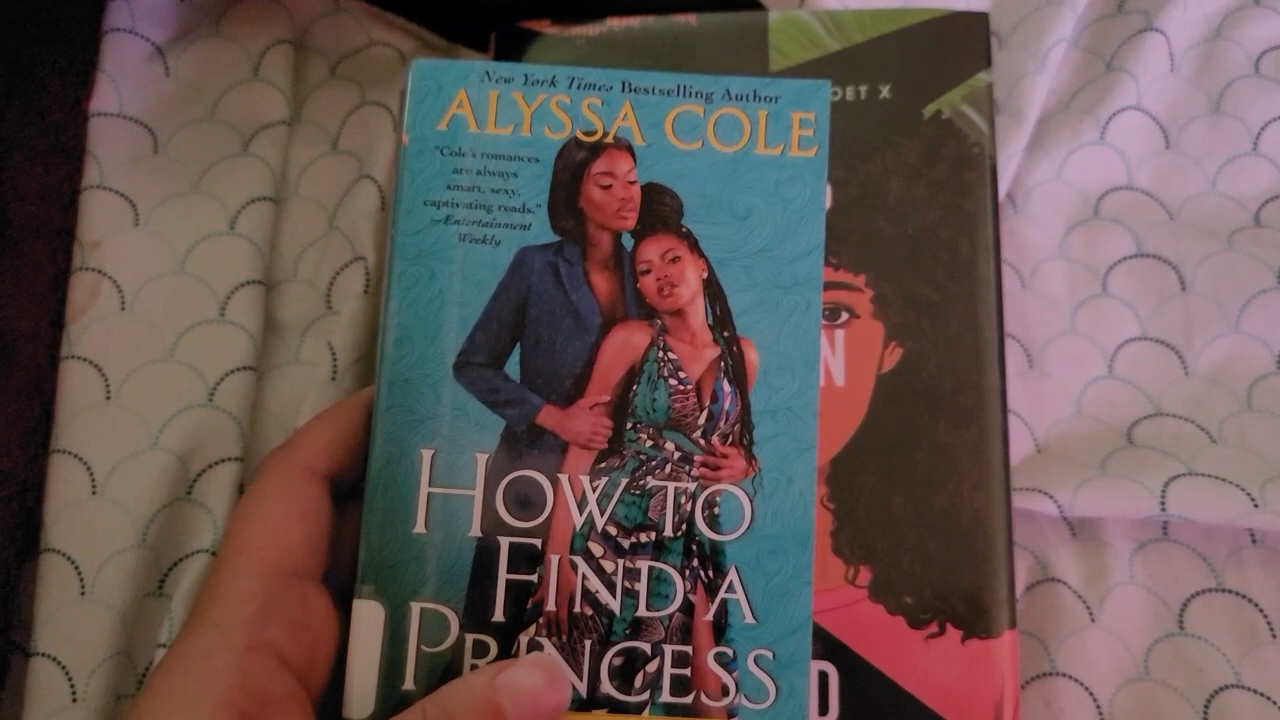 New York Times Bestselling Author
ALYSSA COLE
"Cole's romances
are always
smart, sexy,
captivating reads."
—Entertainment
Weekly
HOW TO
FIND A
PRINCESS
OET X
N
D